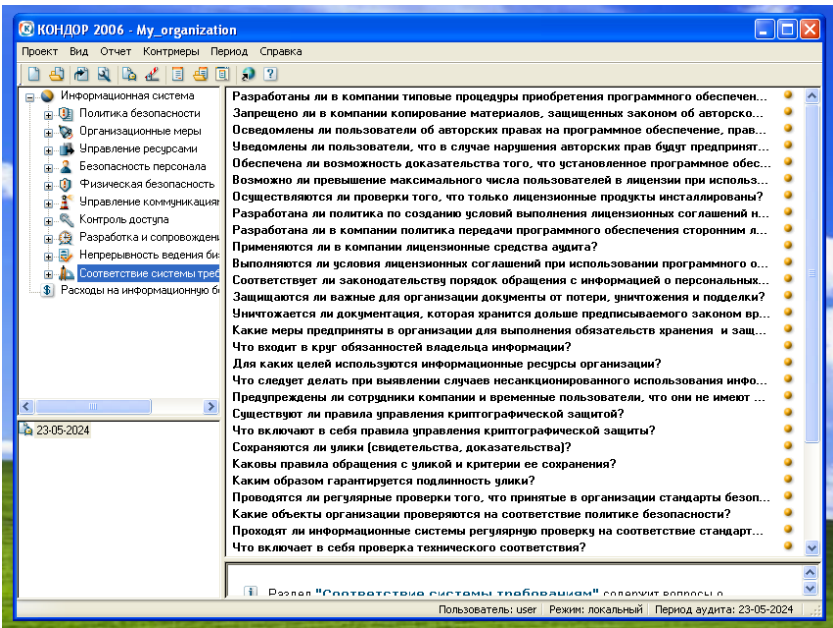 КОНДОР 2006 - My_organization
Проект Вид Отчет Контрмеры Период Справка
Информационная система
Политика безопасности
Организационные меры
Управление ресурсами
Безопасность персонала
Физическая безопасность
Управление коммуникация
Контроль доступа
Разработка и сопровожден
Непрерывность ведения би
Соответствие системы треб
Расходы на информационную б
23-05-2024
Разработаны ли в компании типовые процедуры приобретения программного обеспечен...
Запрещено ли в компании копирование материалов, защищенных законом об авторско...
Осведомлены ли пользователи об авторских правах на программное обеспечение, прав...
Уведомлены ли пользователи, что в случае нарушения авторских прав будут предпринят...
Обеспечена ли возможность доказательства того, что установленное программное обес...
Возможно ли превышение максимального числа пользователей в лицензии при использ...
Осуществляются ли проверки того, что только лицензионные продукты инсталлированы?
Разработана ли политика по созданию условий выполнения лицензионных соглашений н...
Разработана ли в компании политика передачи программного обеспечения сторонним л...
Применяются ли в компании лицензионные средства аудита?
Выполняются ли условия лицензионных соглашений при использовании программного о...
Соответствует ли законодательству порядок обращения с информацией о персональных...
Защищаются ли важные для организации документы от потери, уничтожения и подделки?
Уничтожается ли документация, которая хранится дольше предписываемого законом вр...
Какие меры предприняты в организации для выполнения обязательств хранения и защ...
Что входит в круг обязанностей владельца информации?
Для каких целей используются информационные ресурсы организации?
Что следует делать при выявлении случаев несанкционированного использования инфо...
Предупреждены ли сотрудники компании и временные пользователи, что они не имеют ...
Существуют ли правила управления криптографической защитой?
Что включают в себя правила управления криптографической защиты?
Сохраняются ли улики (свидетельства, доказательства)?
Каковы правила обращения с уликой и критерии ее сохранения?
Каким образом гарантируется подлинность улики?
Проводятся ли регулярные проверки того, что принятые в организации стандарты безоп...
Какие объекты организации проверяются на соответствие политике безопасности?
Проходят ли информационные системы регулярную проверку на соответствие стандарт...
Что включает в себя проверка технического соответствия?
Раздел "Соответствие системы требованиям" содержит вопросы о
Пользователь: user Режим: локальный Период аудита: 23-05-2024